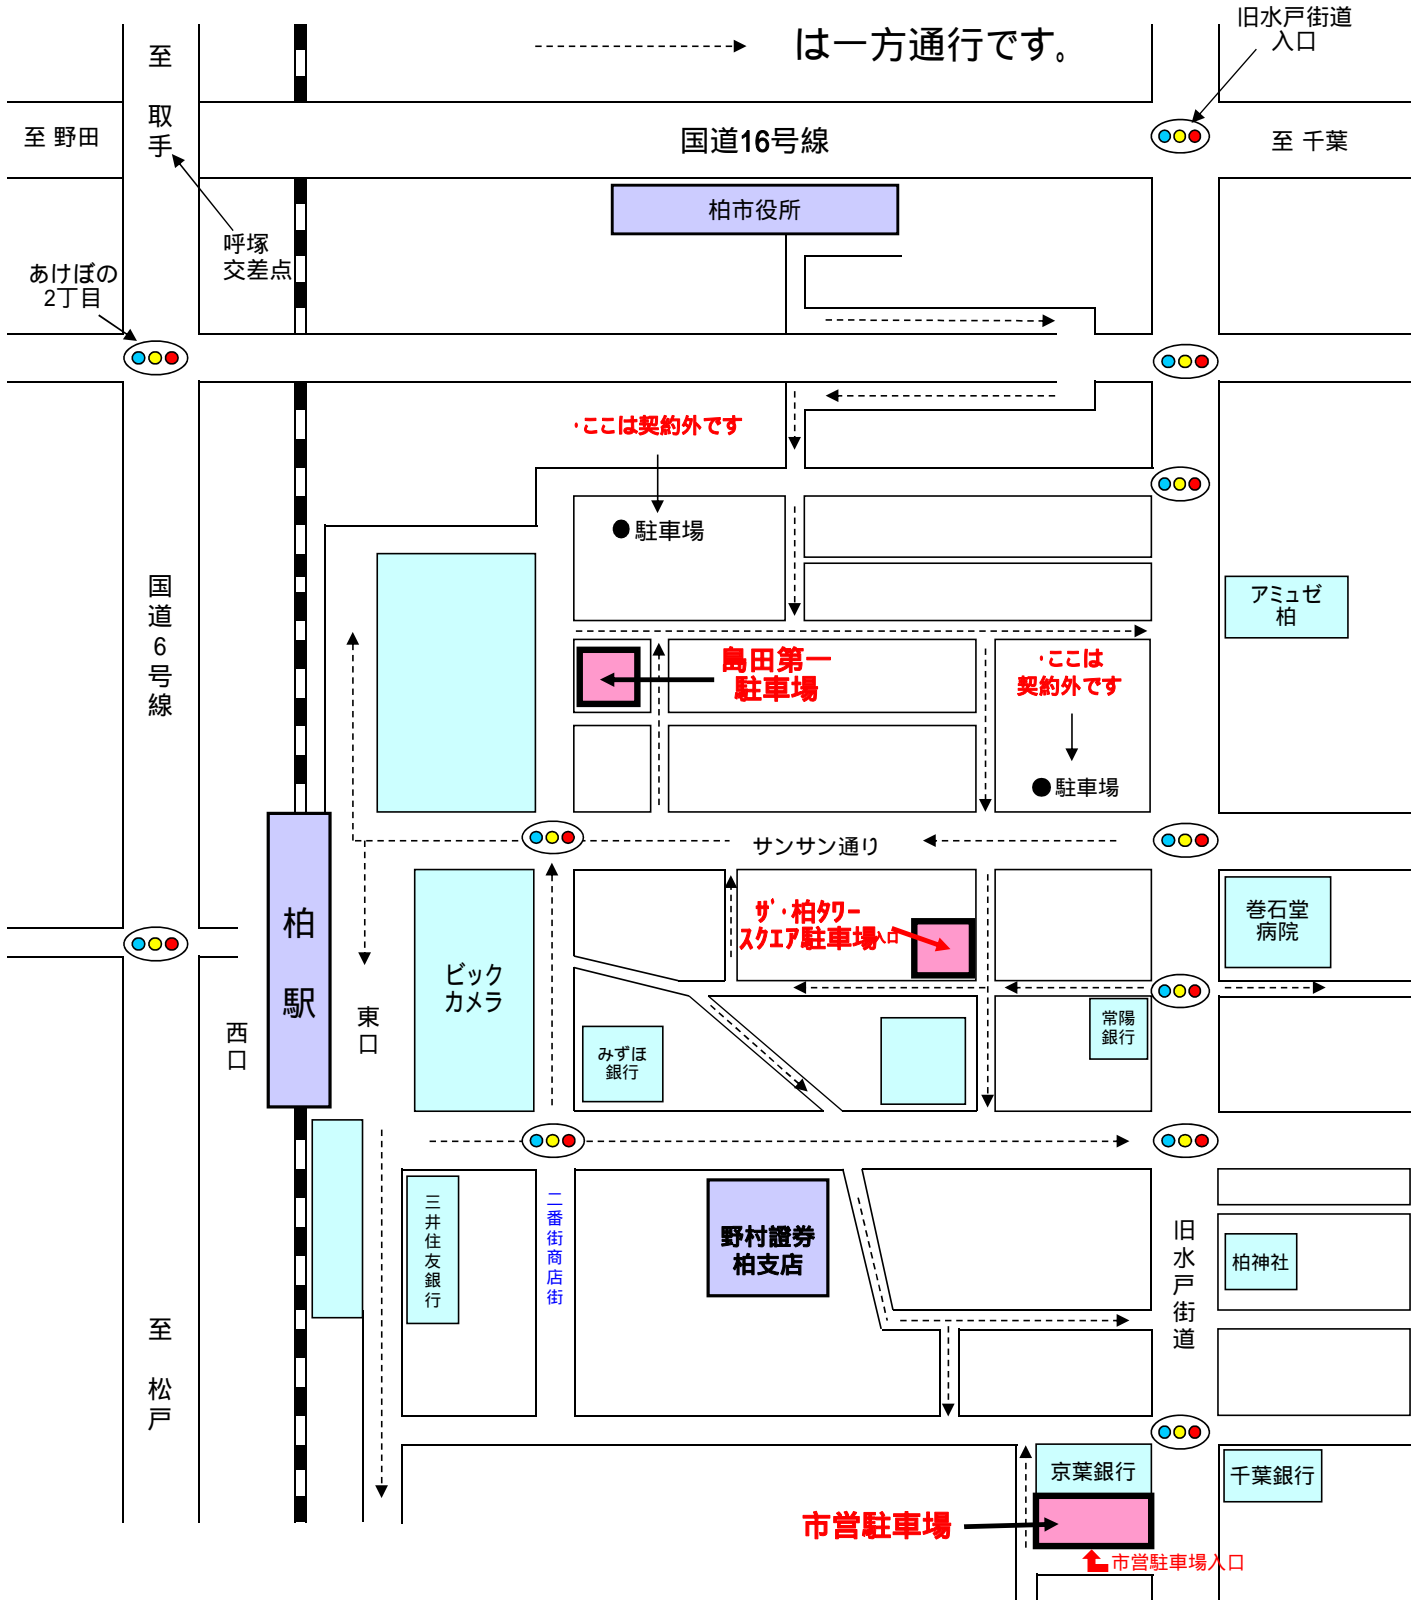 旧水戸街道
入口
は一方通行です。
至 取手
至 野田
国道16号線
至 千葉
柏市役所
呼塚
交差点
あけぼの
2丁目
・ここは契約外です
●駐車場
国道6号線
アミュゼ
柏
島田第一
駐車場
・ここは
契約外です
●駐車場
サンサン通り
ザ・柏タワー
スクエア駐車場入口
巻石堂
病院
柏駅
ビック
カメラ
東口
西口
常陽
銀行
みずほ
銀行
三井住友銀行
二番街商店街
野村證券
柏支店
旧水戸街道
柏神社
至 松戸
京葉銀行
千葉銀行
市営駐車場
市営駐車場入口